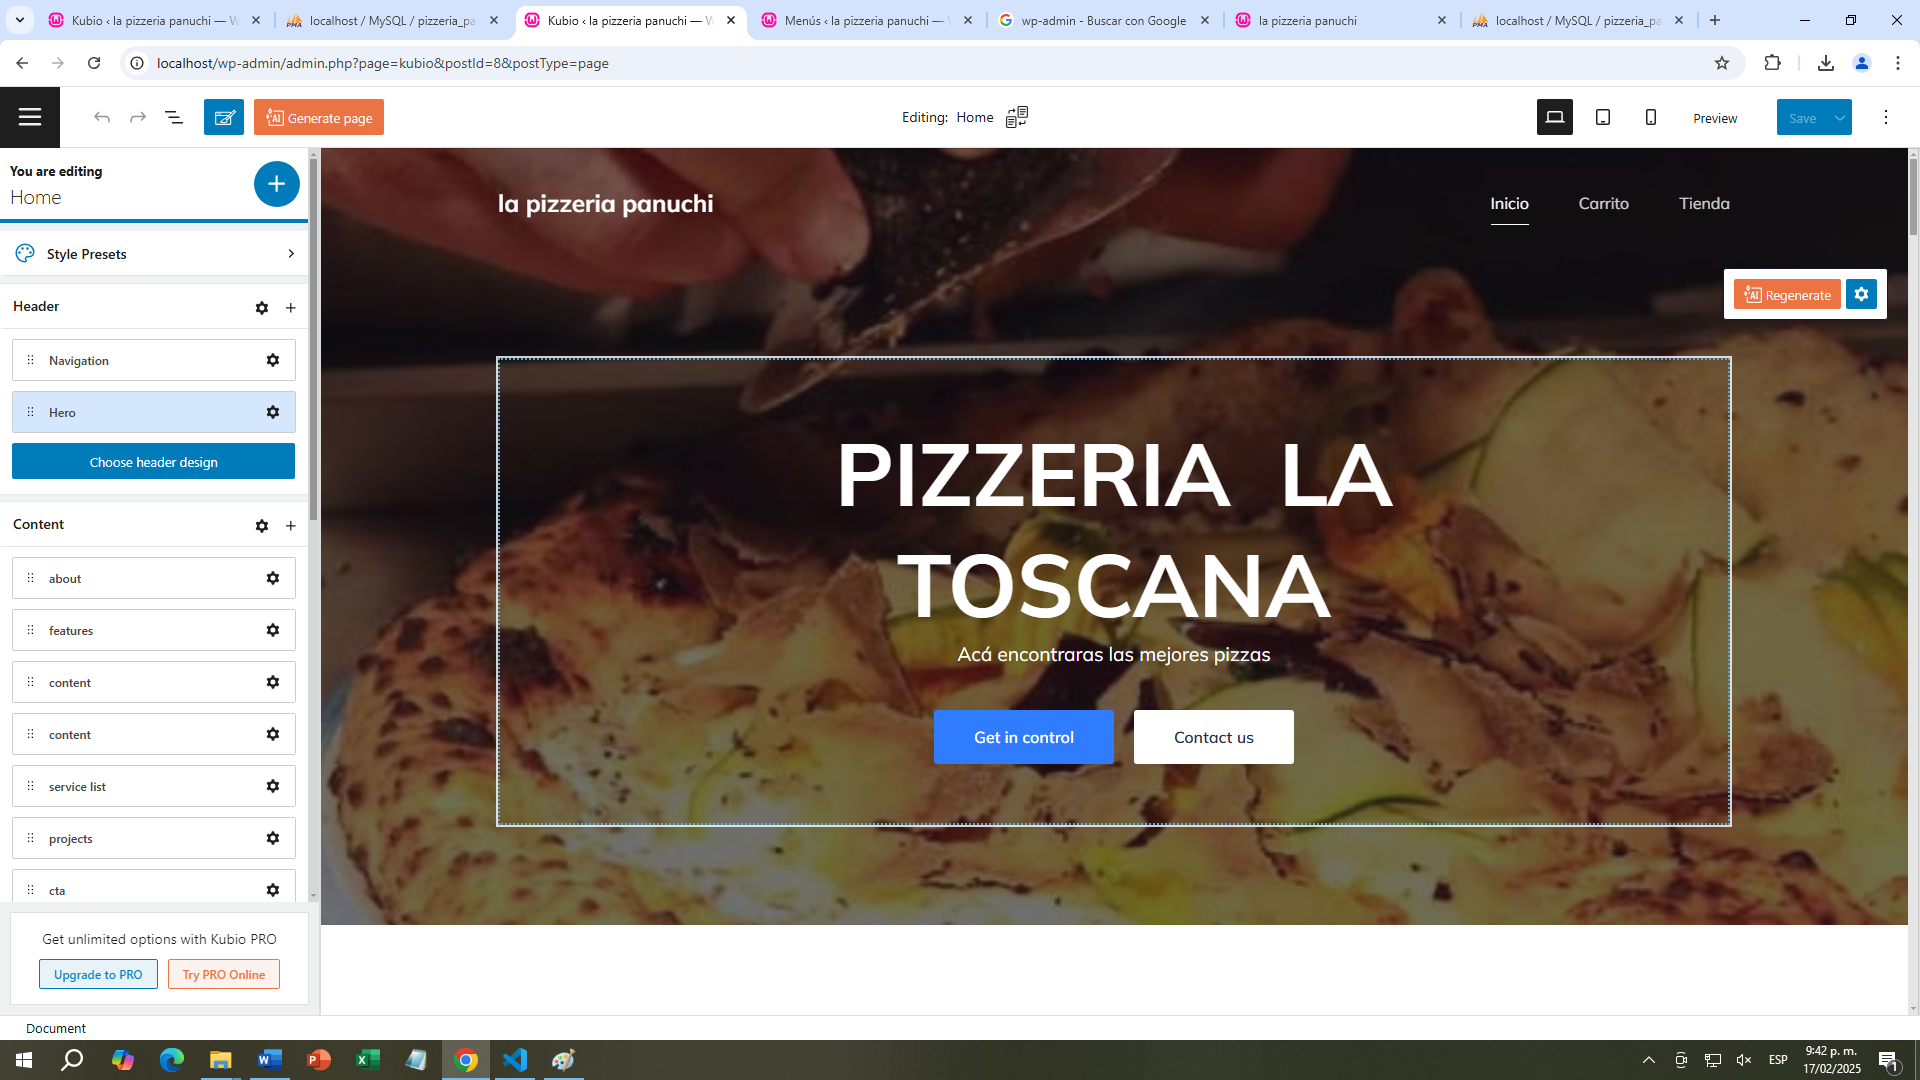 Kubio ‹ la pizzeria panuchi — W
localhost / MySQL / pizzeria_pa
Kubio ‹ la pizzeria panuchi — W
Menús ‹ la pizzeria panuchi — W
wp-admin - Buscar con Google
la pizzeria panuchi
localhost / MySQL / pizzeria_pa
localhost/wp-admin/admin.php?page=kubio&postId=8&postType=page
AI Generate page
Editing: Home
Preview
Save
You are editing
Home
Style Presets
Header
Navigation
Hero
Choose header design
Content
about
features
content
content
service list
projects
cta
Get unlimited options with Kubio PRO
Upgrade to PRO
Try PRO Online
la pizzeria panuchi
Inicio
Carrito
Tienda
AI Regenerate
PIZZERIA LA
TOSCANA
Acá encontraras las mejores pizzas
Get in control
Contact us
Document
ESP
9:42 p. m.
17/02/2025
1